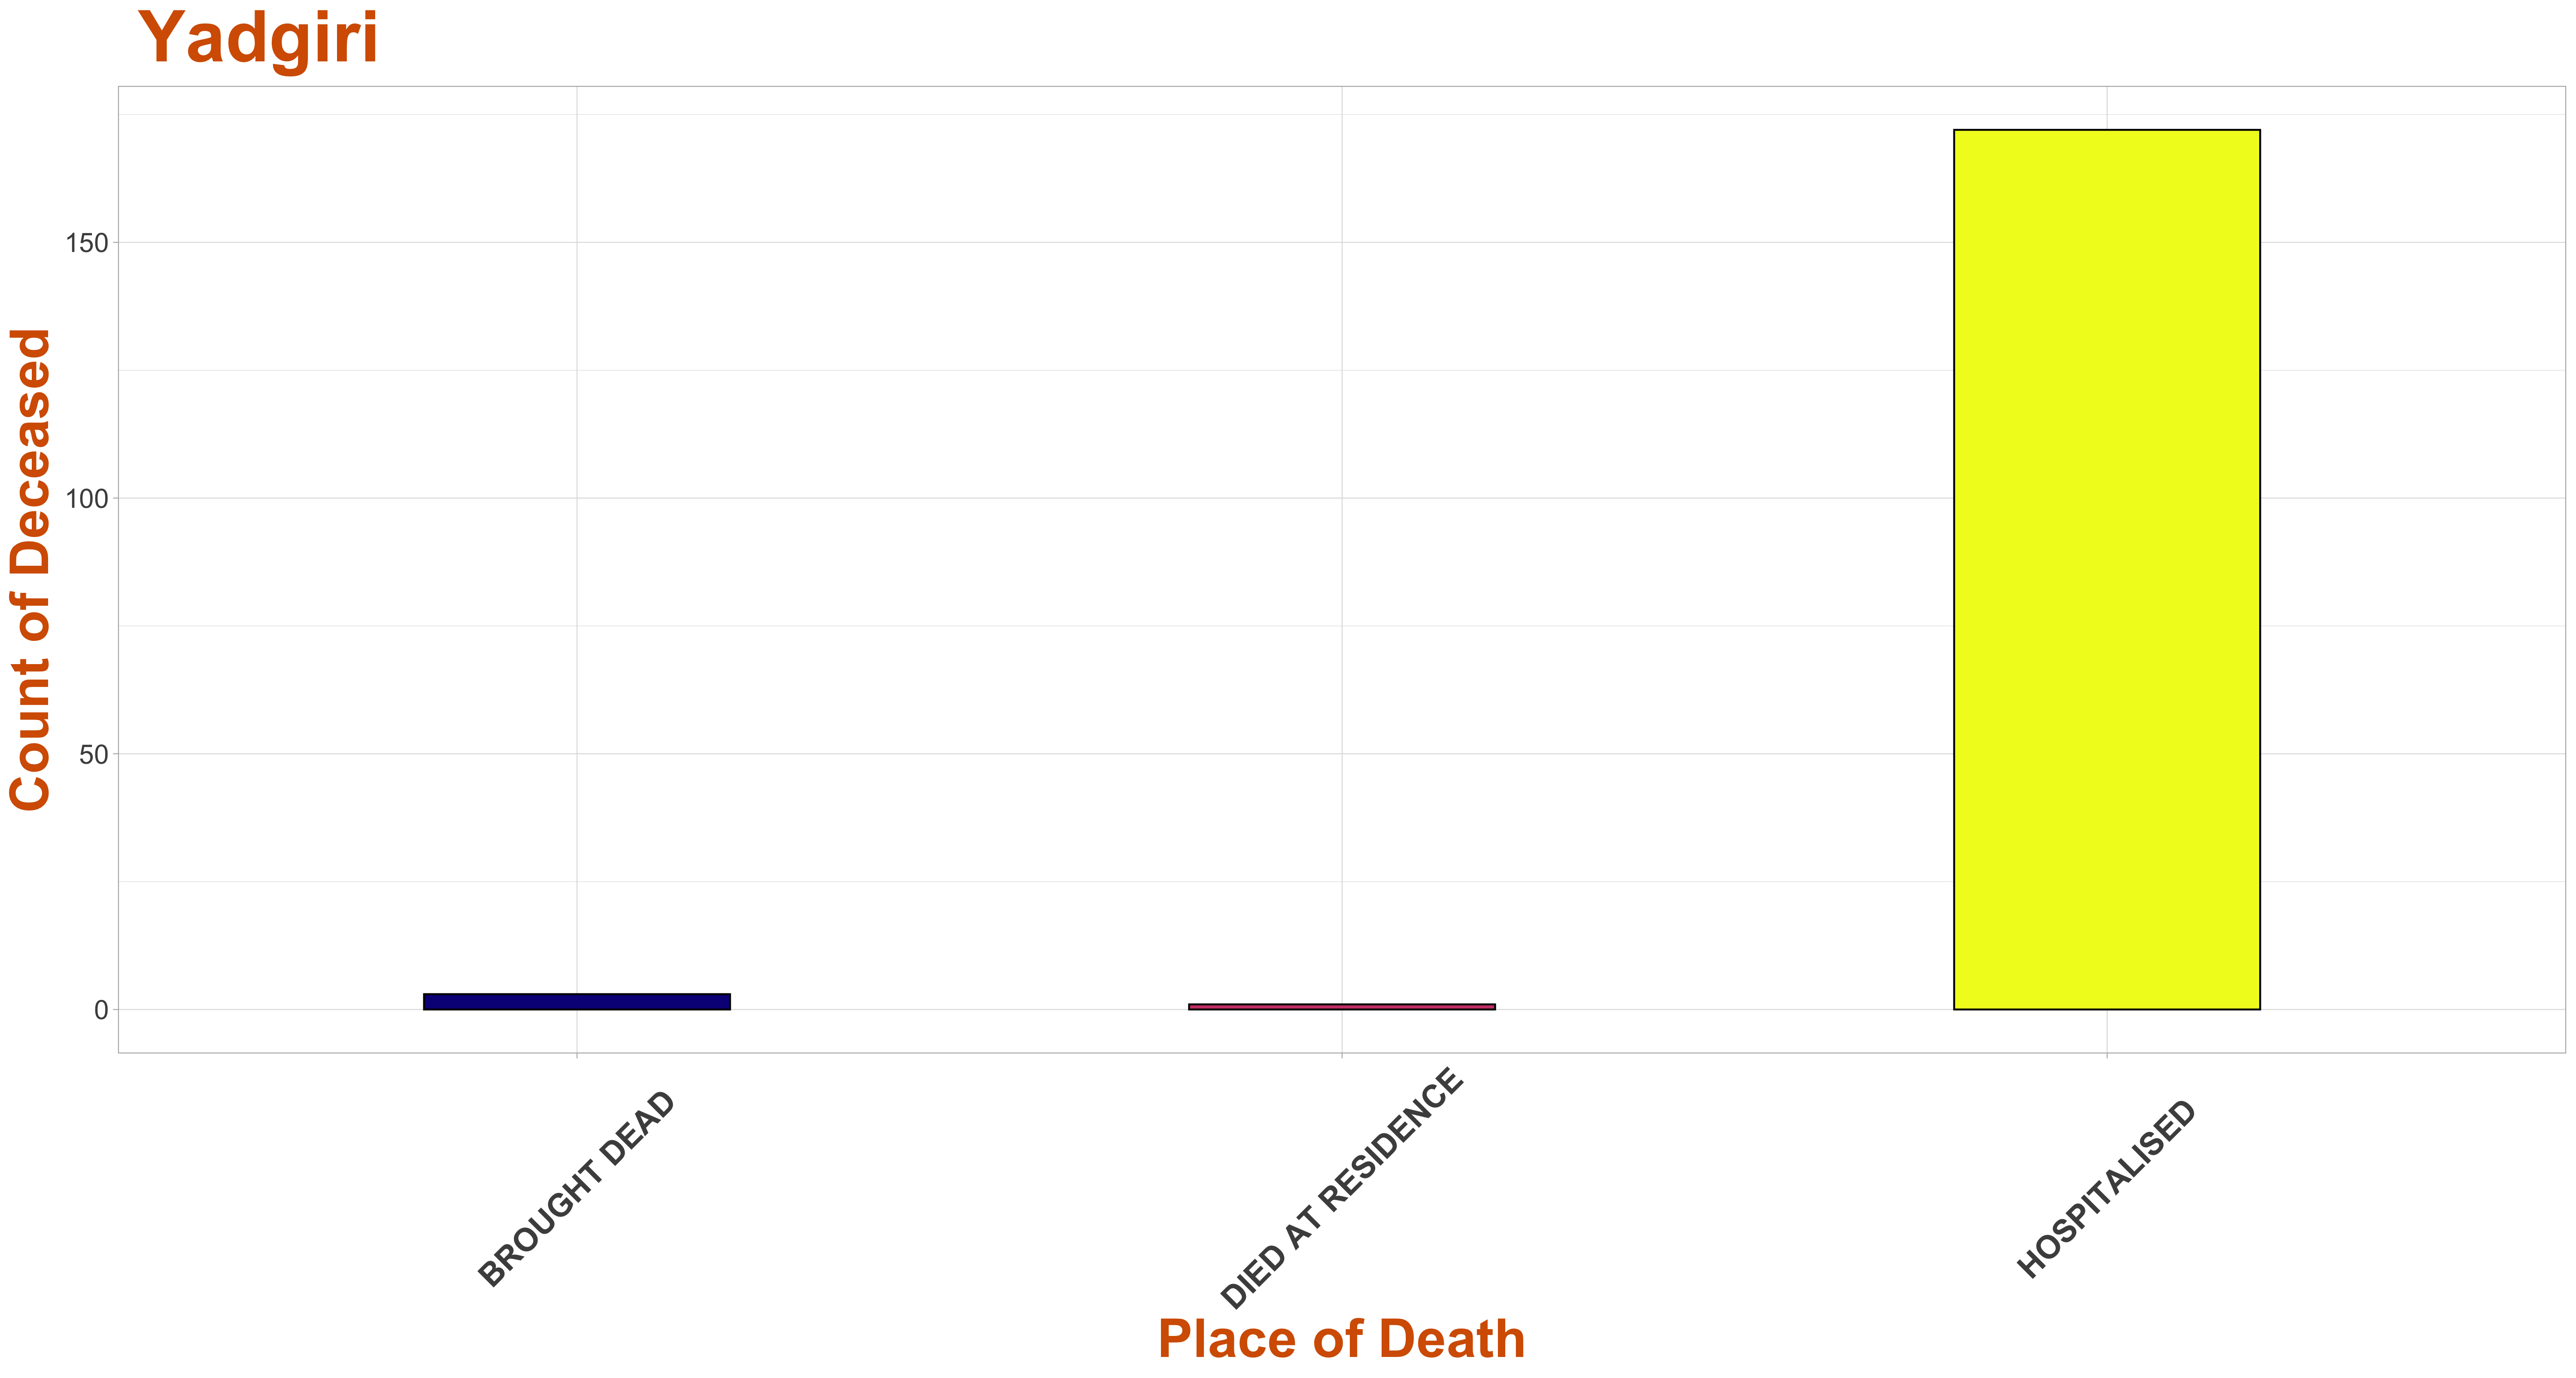 Yadgiri
Count of Deceased
150
100
50
0
BROUGHT DEAD
DIED AT RESIDENCE
HOSPITALISED
Place of Death